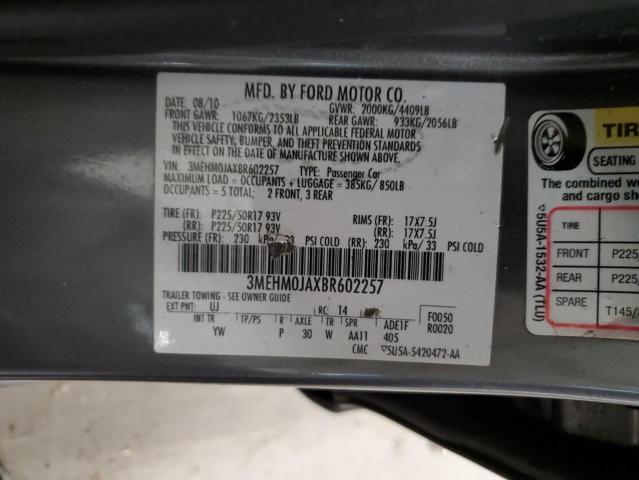 MFD. BY FORD MOTOR CO.
DATE: 08/10 GVWR: 2000KG/4409LB
FRONT GAWR: 1067KG/2353LB REAR GAWR: 933KG/2056LB
THIS VEHICLE CONFORMS TO ALL APPLICABLE FEDERAL MOTOR
VEHICLE SAFETY, BUMPER, AND THEFT PREVENTION STANDARDS
IN EFFECT ON THE DATE OF MANUFACTURE SHOWN ABOVE.
VIN: 3MEHM0JAXBR602257 TYPE: Passenger Car
MAXIMUM LOAD = OCCUPANTS + LUGGAGE = 385KG/ 850LB
OCCUPANTS = 5 TOTAL: 2 FRONT, 3 REAR
TIRE (FR): P225/50R17 93V RIMS (FR): 17X7.5J
(RR): P225/50R17 93V (RR): 17X7.5J
PRESSURE (FR): 230 kPa/33 PSI COLD (RR): 230 kPa/ 33 PSI COLD
3MEHM0JAXBR602257
TRAILER TOWING - SEE OWNER GUIDE
EXT PNT: UJ RC: 14 F0050
INT TR TP/PS R AXLE TR SPR ADE1F R0020
YW P 30 W AA11 405
CMC ▽5U5A-5420472-AA
▽5U5A-1532-AA (TLU)
TIR
SEATING
The combined w
and cargo sh
TIRE
FRONT P225/
REAR P225/
SPARE T145/